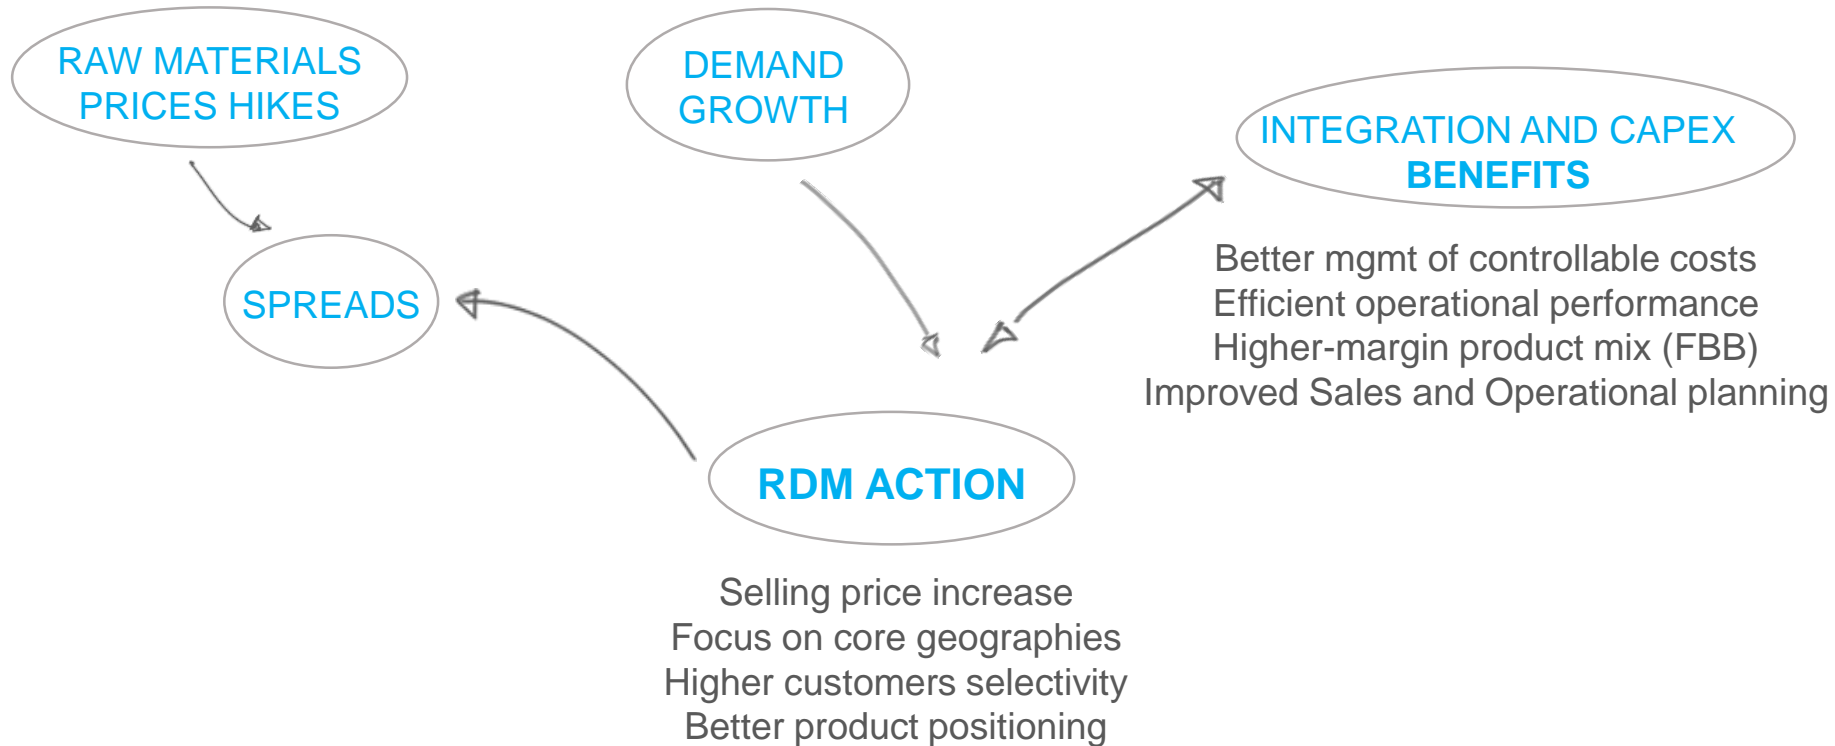 RAW MATERIALS
PRICES HIKES
DEMAND
GROWTH
INTEGRATION AND CAPEX
BENEFITS
Better mgmt of controllable costs
Efficient operational performance
Higher-margin product mix (FBB)
Improved Sales and Operational planning
SPREADS
RDM ACTION
Selling price increase
Focus on core geographies
Higher customers selectivity
Better product positioning